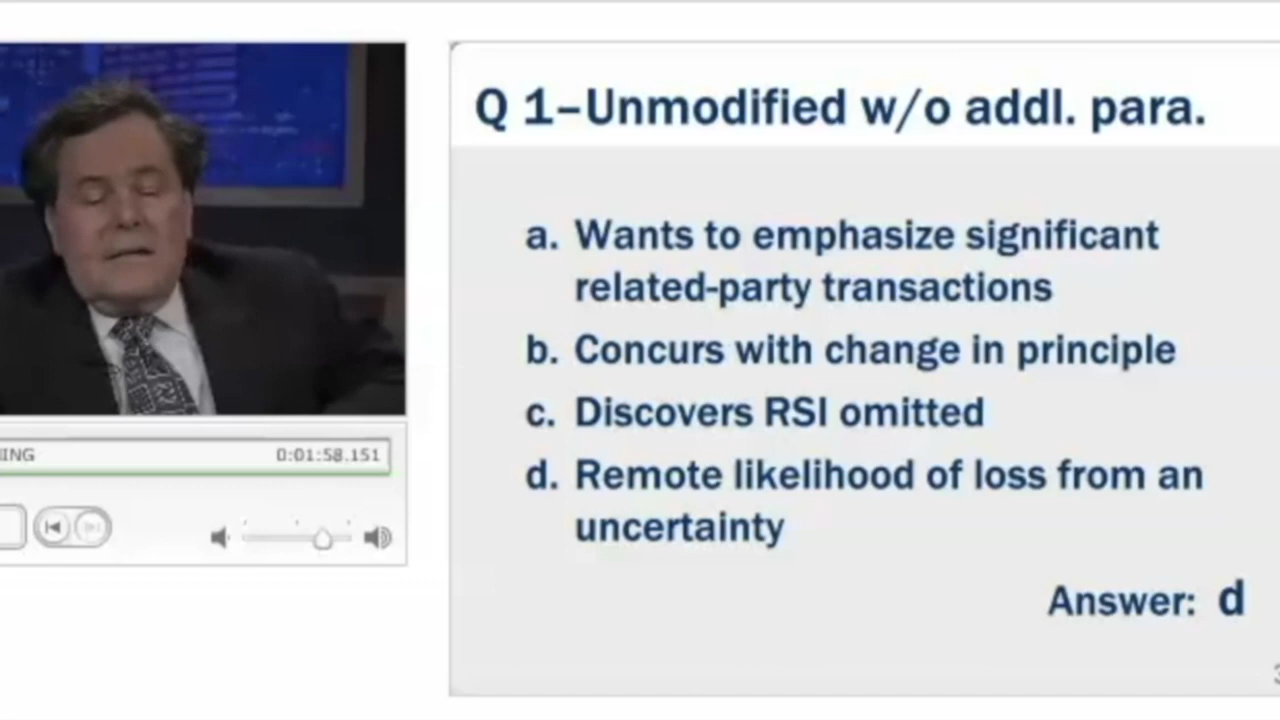 Q 1–Unmodified w/o addl. para.
a. Wants to emphasize significant
related-party transactions
b. Concurs with change in principle
c. Discovers RSI omitted
d. Remote likelihood of loss from an
uncertainty
Answer: d
ING 0:01:58.151